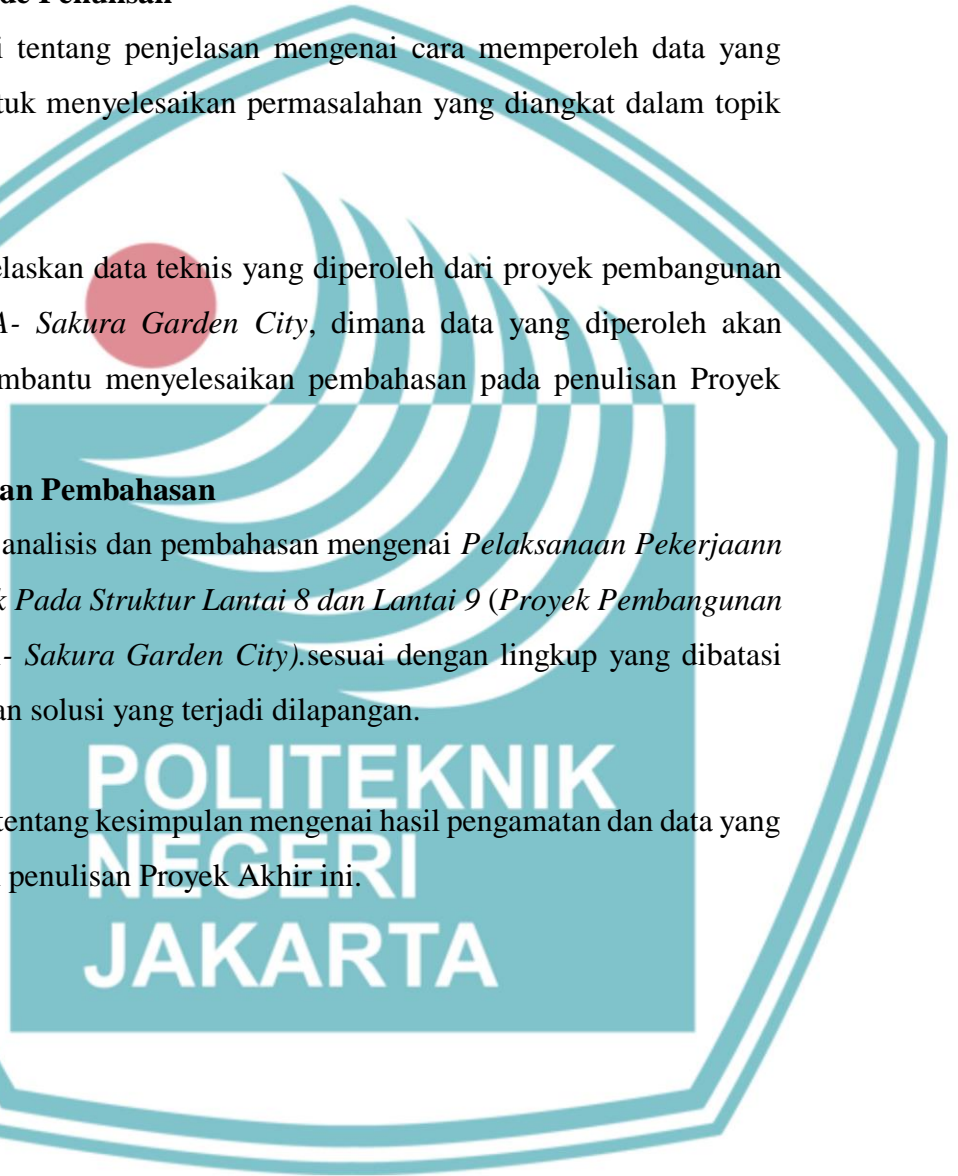 Penulisan
i tentang penjelasan mengenai cara memperoleh data yang
tuk menyelesaikan permasalahan yang diangkat dalam topik
elaskan data teknis yang diperoleh dari proyek pembangunan
A- Sakura Garden City, dimana data yang diperoleh akan
mbantu menyelesaikan pembahasan pada penulisan Proyek
an Pembahasan
analisis dan pembahasan mengenai Pelaksanaan Pekerjaann
k Pada Struktur Lantai 8 dan Lantai 9 (Proyek Pembangunan
- Sakura Garden City).sesuai dengan lingkup yang dibatasi
an solusi yang terjadi dilapangan.
POLITEKNIK
tentang kesimpulan mengenai hasil pengamatan dan data yang
NEGERI
penulisan Proyek Akhir ini.
JAKARTA